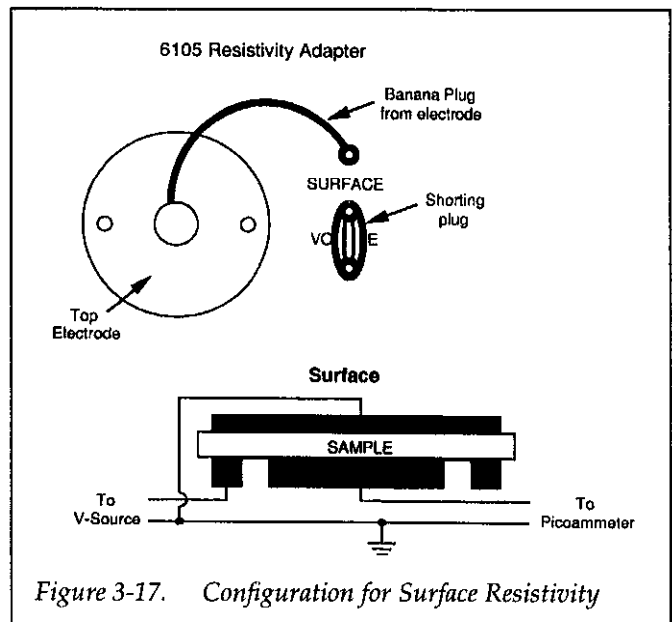 6105 Resistivity Adapter
Banana Plug
from electrode
SURFACE
Shorting
plug
VO E
Top
Electrode
Surface
SAMPLE
To
V-Source
To
Picoammeter
Figure 3-17. Configuration for Surface Resistivity